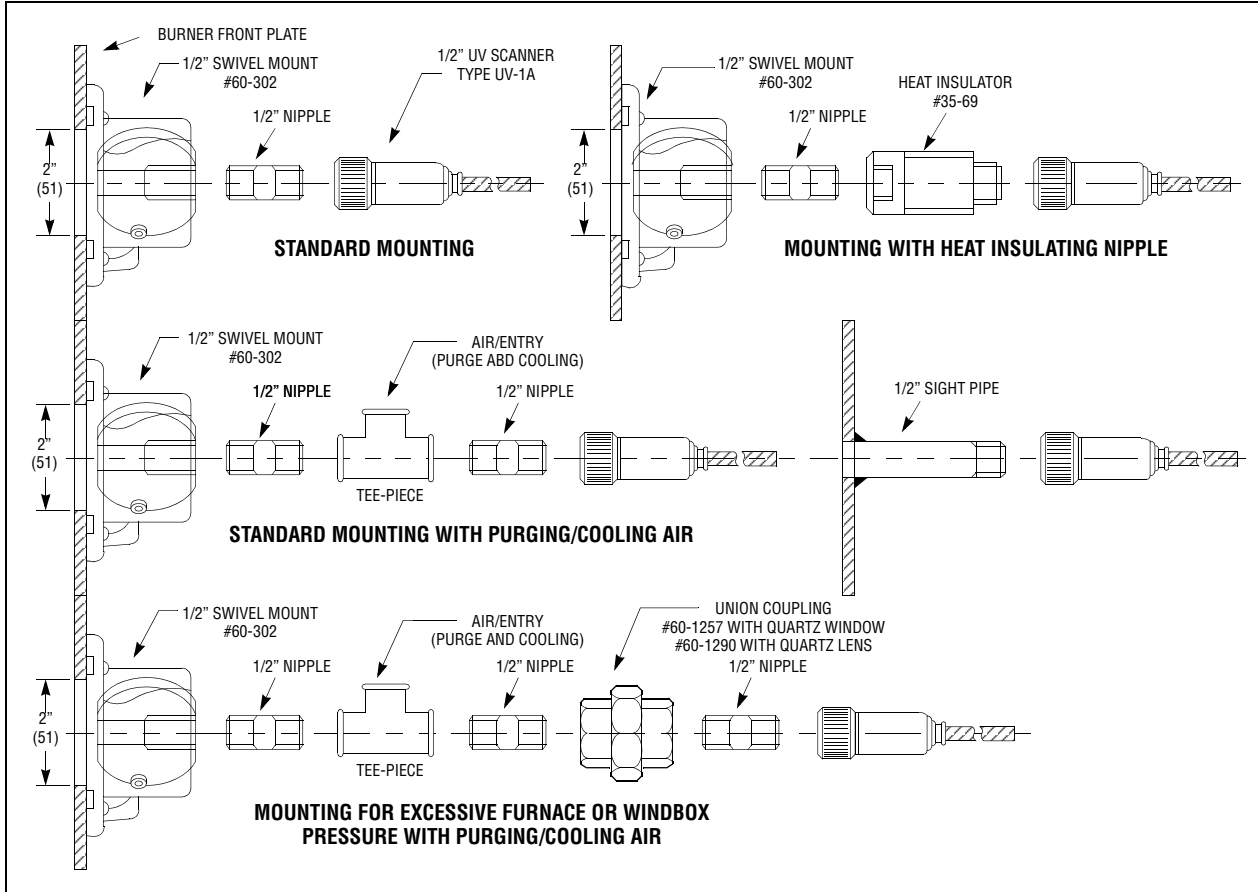 BURNER FRONT PLATE
1/2” SWIVEL MOUNT
#60-302
1/2” NIPPLE
1/2” UV SCANNER
TYPE UV-1A
2”
(51)
STANDARD MOUNTING
1/2” SWIVEL MOUNT
#60-302
1/2” NIPPLE
HEAT INSULATOR
#35-69
2”
(51)
MOUNTING WITH HEAT INSULATING NIPPLE
1/2” SWIVEL MOUNT
#60-302
1/2” NIPPLE
AIR/ENTRY
(PURGE ABD COOLING)
1/2” NIPPLE
2”
(51)
TEE-PIECE
STANDARD MOUNTING WITH PURGING/COOLING AIR
1/2” SIGHT PIPE
1/2” SWIVEL MOUNT
#60-302
1/2” NIPPLE
AIR/ENTRY
(PURGE AND COOLING)
1/2” NIPPLE
UNION COUPLING
#60-1257 WITH QUARTZ WINDOW
#60-1290 WITH QUARTZ LENS
1/2” NIPPLE
2”
(51)
TEE-PIECE
MOUNTING FOR EXCESSIVE FURNACE OR WINDBOX
PRESSURE WITH PURGING/COOLING AIR